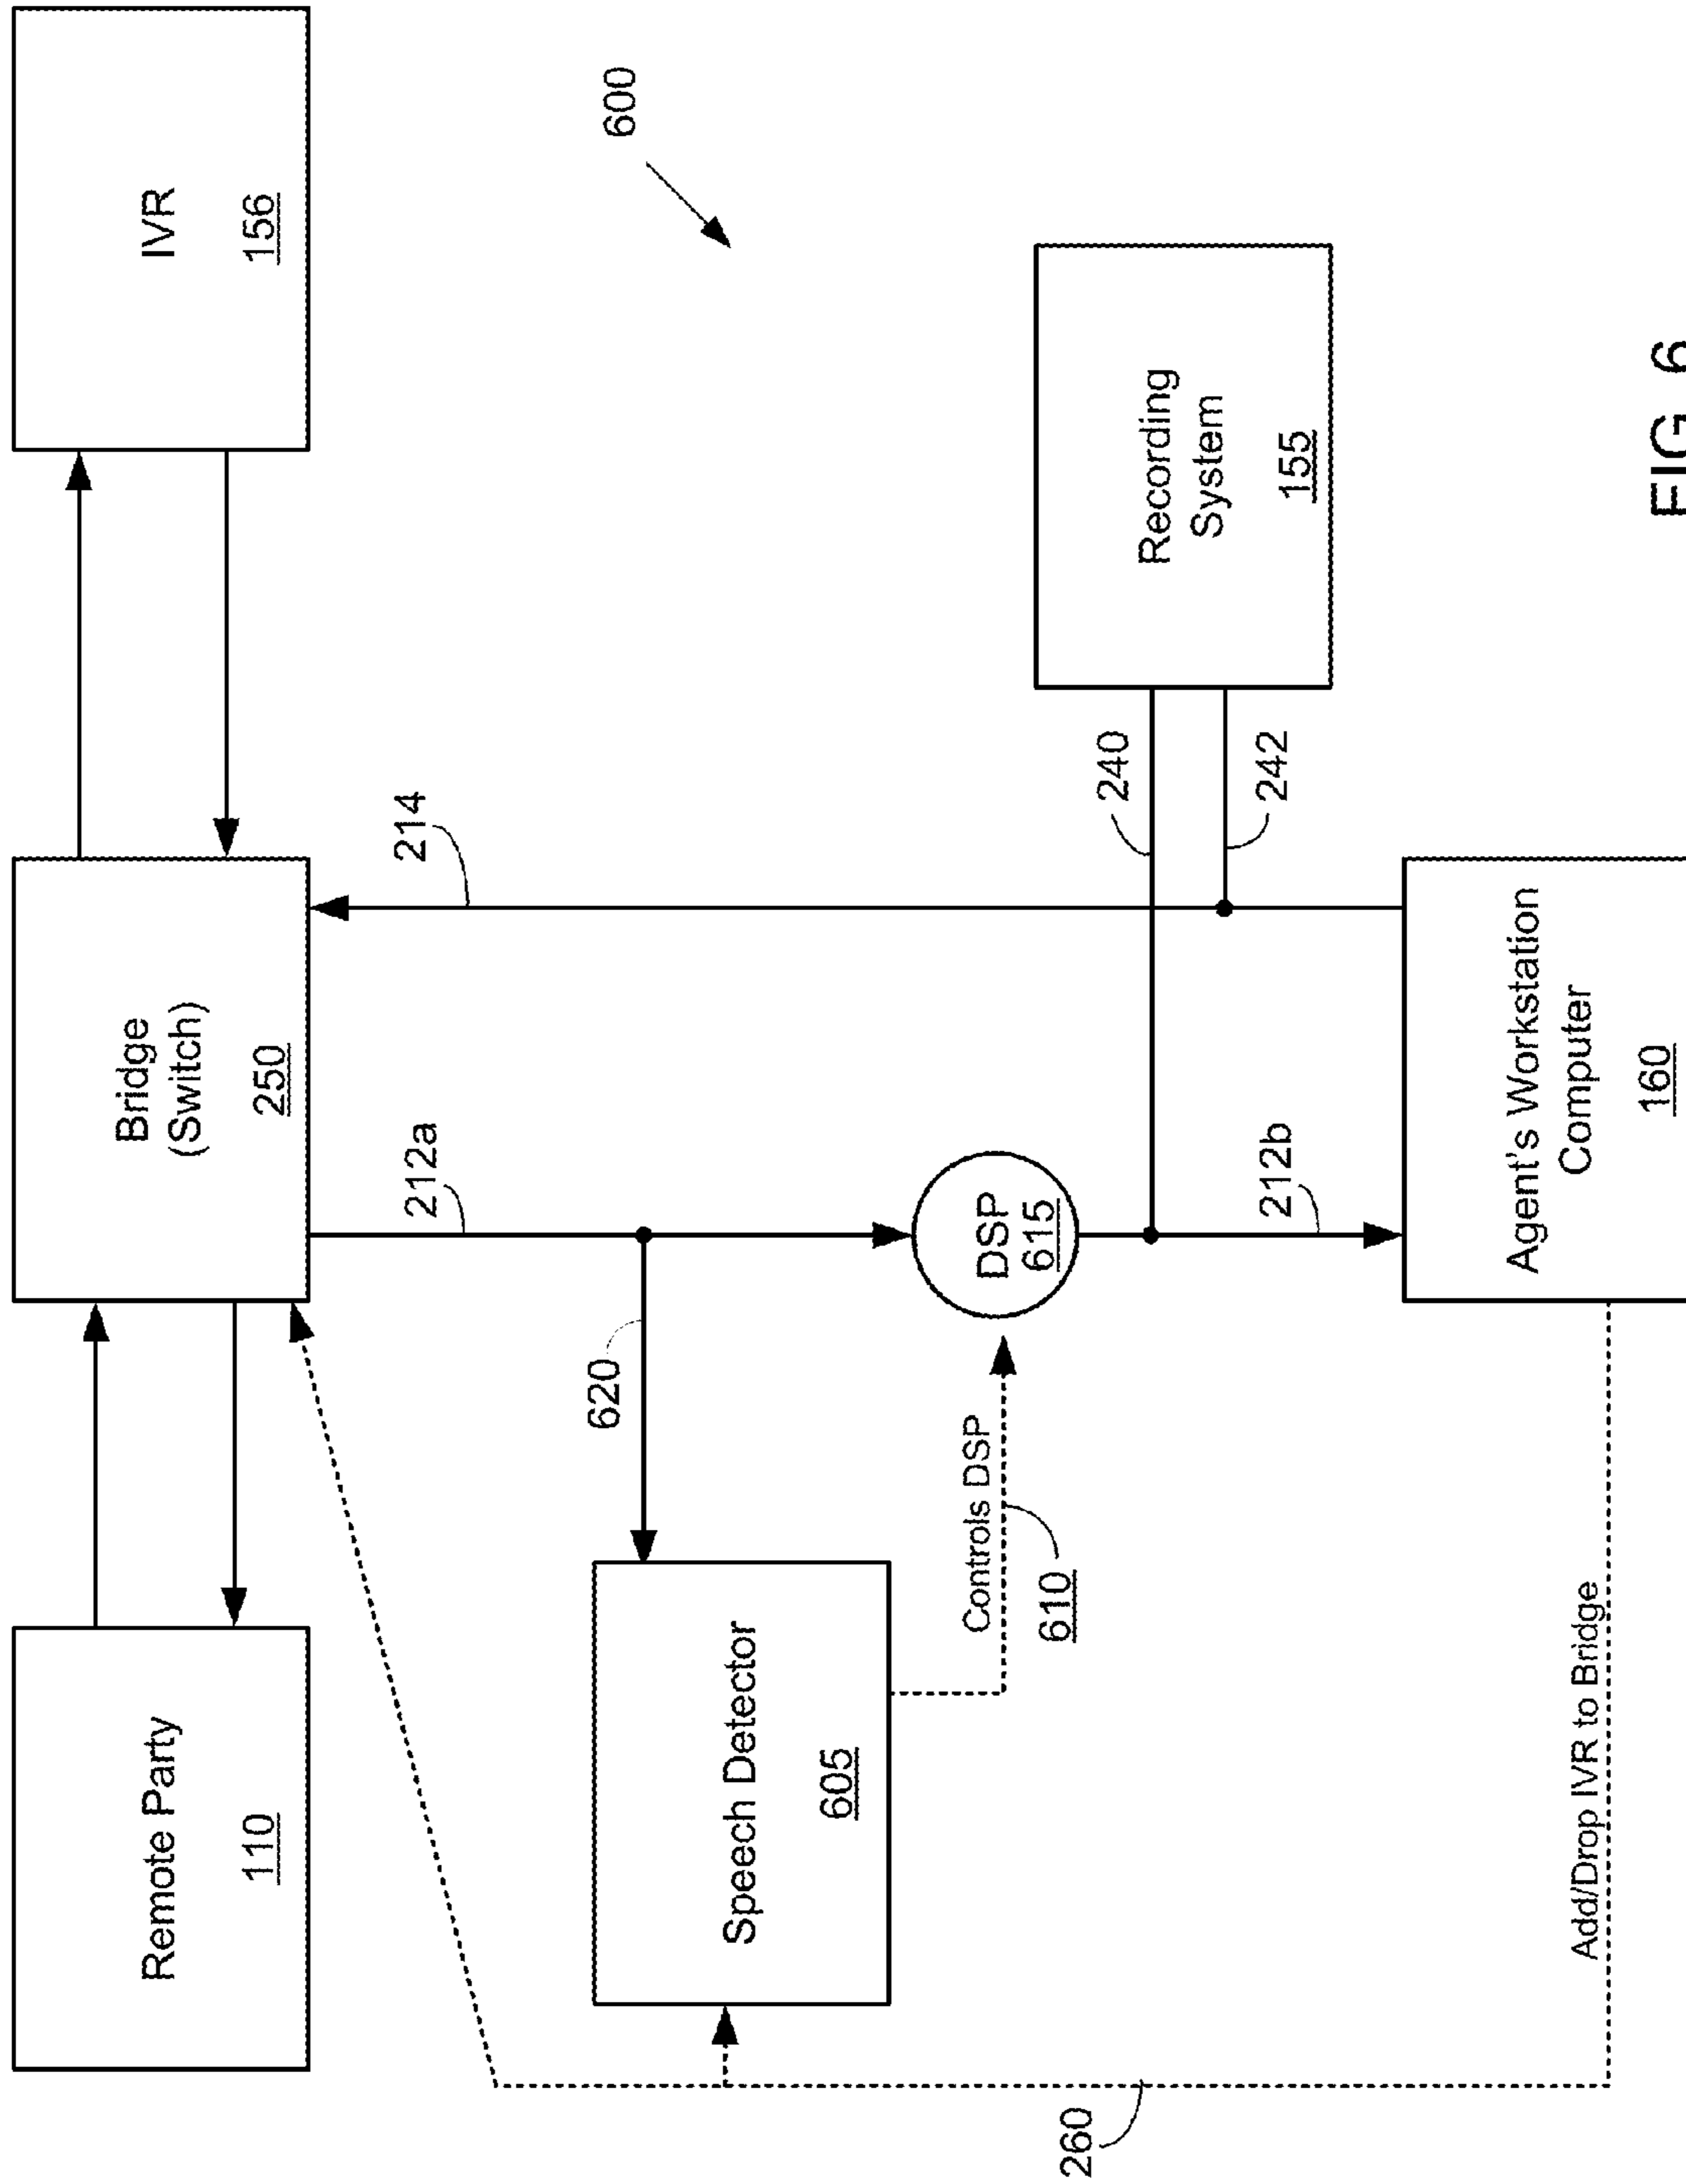 Remote Party
110
Bridge
(Switch)
250
IVR
156
212a
214
600
620
Speech Detector
605
Controls DSP
610
DSP
615
240
242
Recording
System
155
212b
260
Add/Drop IVR to Bridge
Agent's Workstation
Computer
160
FIG. 6